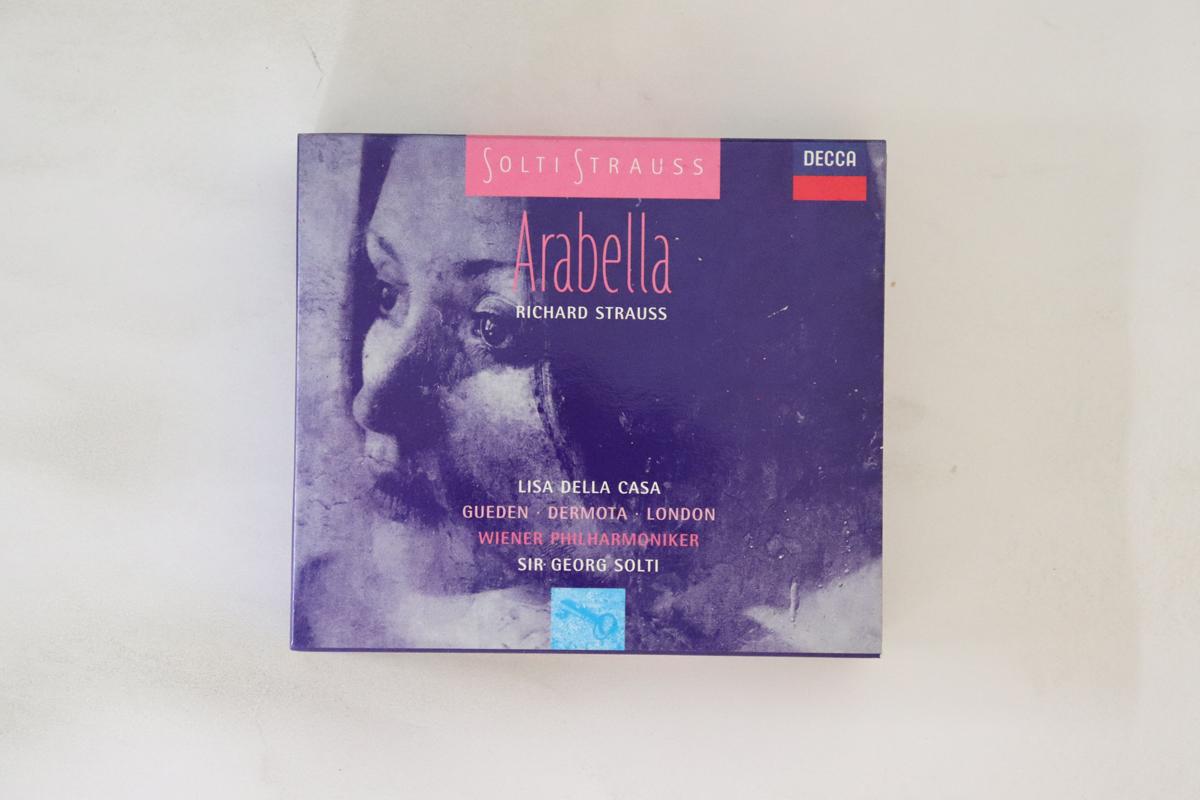 SOLTI STRAUSS
DECCA
Arabella
RICHARD STRAUSS
LISA DELLA CASA
GUEDEN · DERMOTA · LONDON
WIENER PHILHARMONIKER
SIR GEORG SOLTI